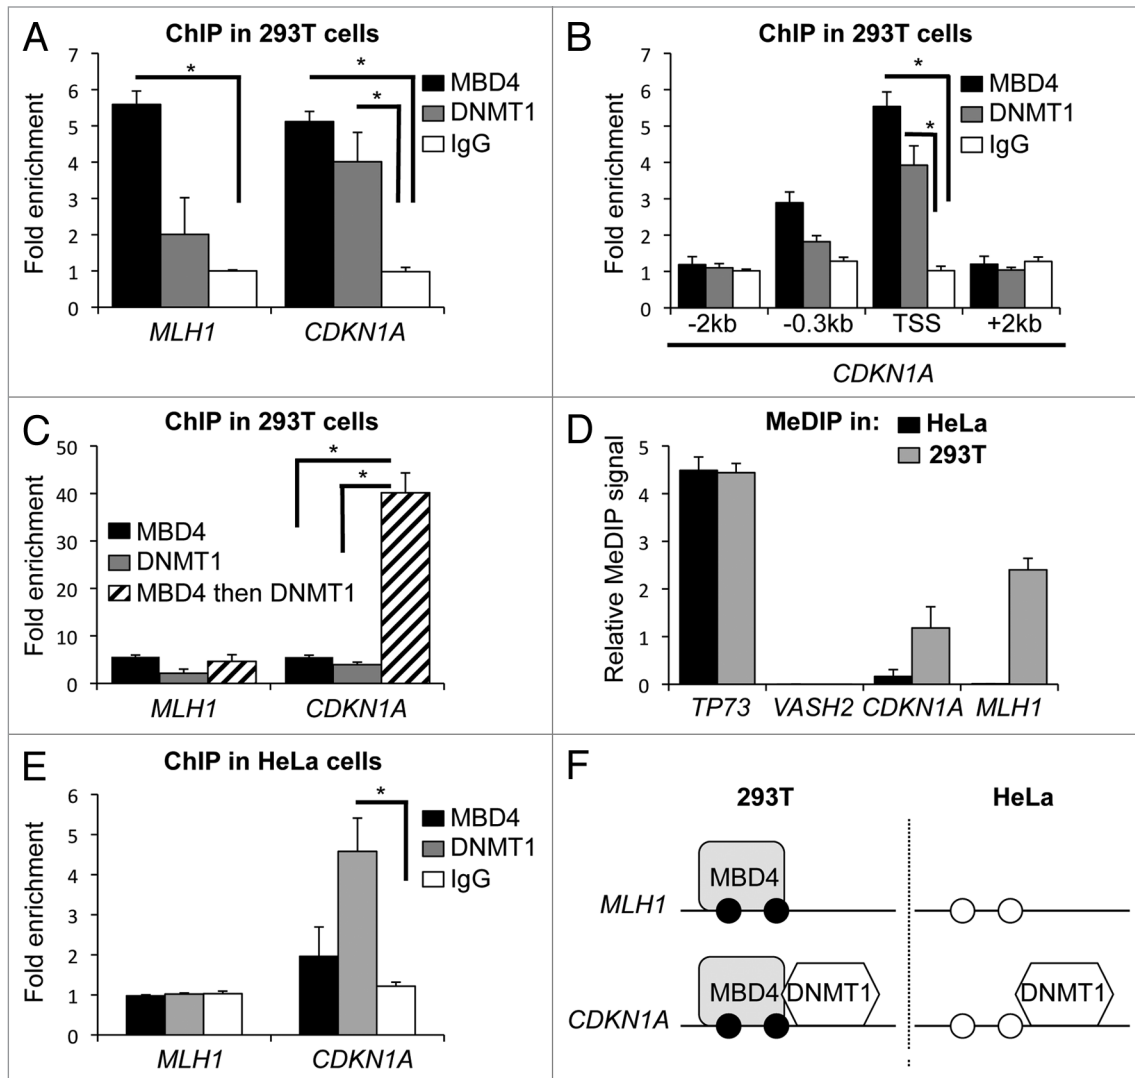 A
ChIP in 293T cells
7
6
5
4
3
2
1
0
Fold enrichment
*
*
*
MBD4
DNMT1
IgG
MLH1
CDKN1A
B
ChIP in 293T cells
7
6
5
4
3
2
1
0
Fold enrichment
*
*
MBD4
DNMT1
IgG
-2kb
-0.3kb
TSS
+2kb
CDKN1A
C
ChIP in 293T cells
50
40
30
20
10
0
Fold enrichment
*
*
MBD4
DNMT1
MBD4 then DNMT1
MLH1
CDKN1A
D
MeDIP in:
HeLa
293T
5
4
3
2
1
0
Relative MeDIP signal
TP73
VASH2
CDKN1A
MLH1
E
ChIP in HeLa cells
6
5
4
3
2
1
0
Fold enrichment
*
MBD4
DNMT1
IgG
MLH1
CDKN1A
F
293T
HeLa
MLH1
MBD4
CDKN1A
MBD4
DNMT1
DNMT1